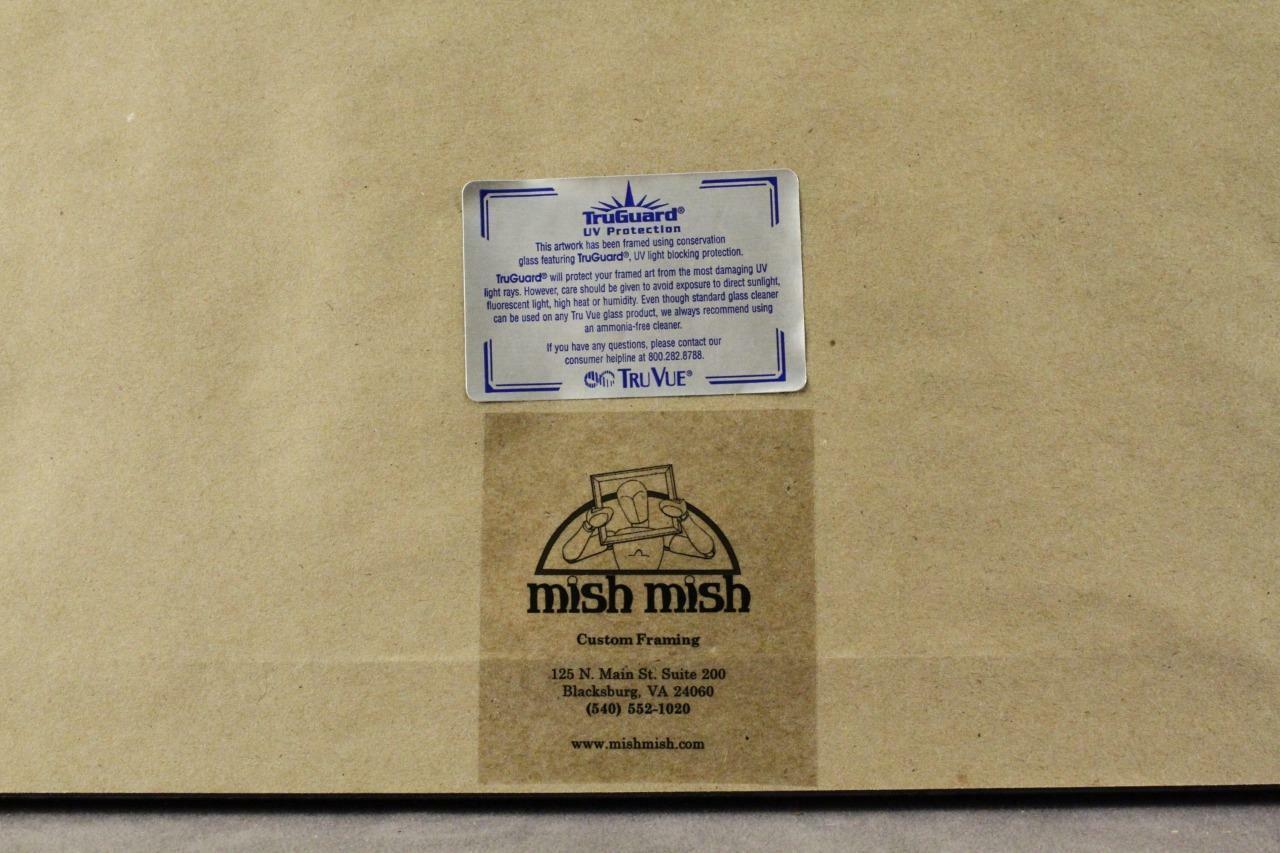 TruGuard®
UV Protection
This artwork has been framed using conservation
glass featuring TruGuard®, UV light blocking protection.
TruGuard® will protect your framed art from the most damaging UV
light rays. However, care should be given to avoid exposure to direct sunlight,
fluorescent light, high heat or humidity. Even though standard glass cleaner
can be used on any Tru Vue glass product, we always recommend using
an ammonia-free cleaner.
If you have any questions, please contact our
consumer helpline at 800.282.8788.
TRU VUE®
mish mish
Custom Framing
125 N. Main St. Suite 200
Blacksburg, VA 24060
(540) 552-1020
www.mishmish.com